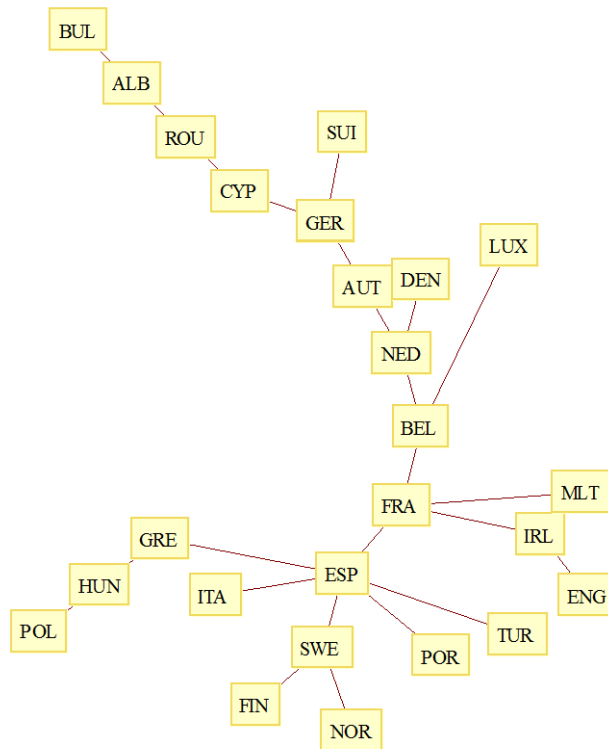 BUL
ALB
ROU
SUI
CYP
GER
LUX
AUT
DEN
NED
BEL
FRA
MLT
IRL
GRE
ESP
HUN
ITA
ENG
POL
SWE
POR
TUR
FIN
NOR